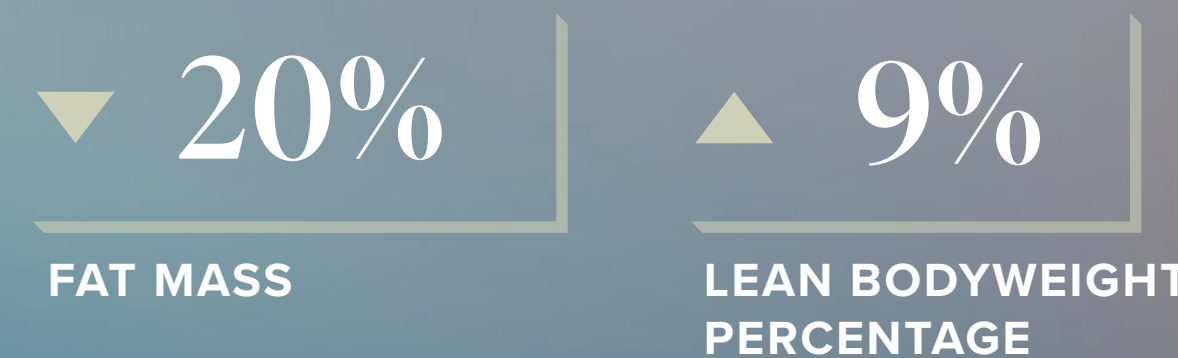 20%
9%
FAT MASS
LEAN BODYWEIGHT
PERCENTAGE